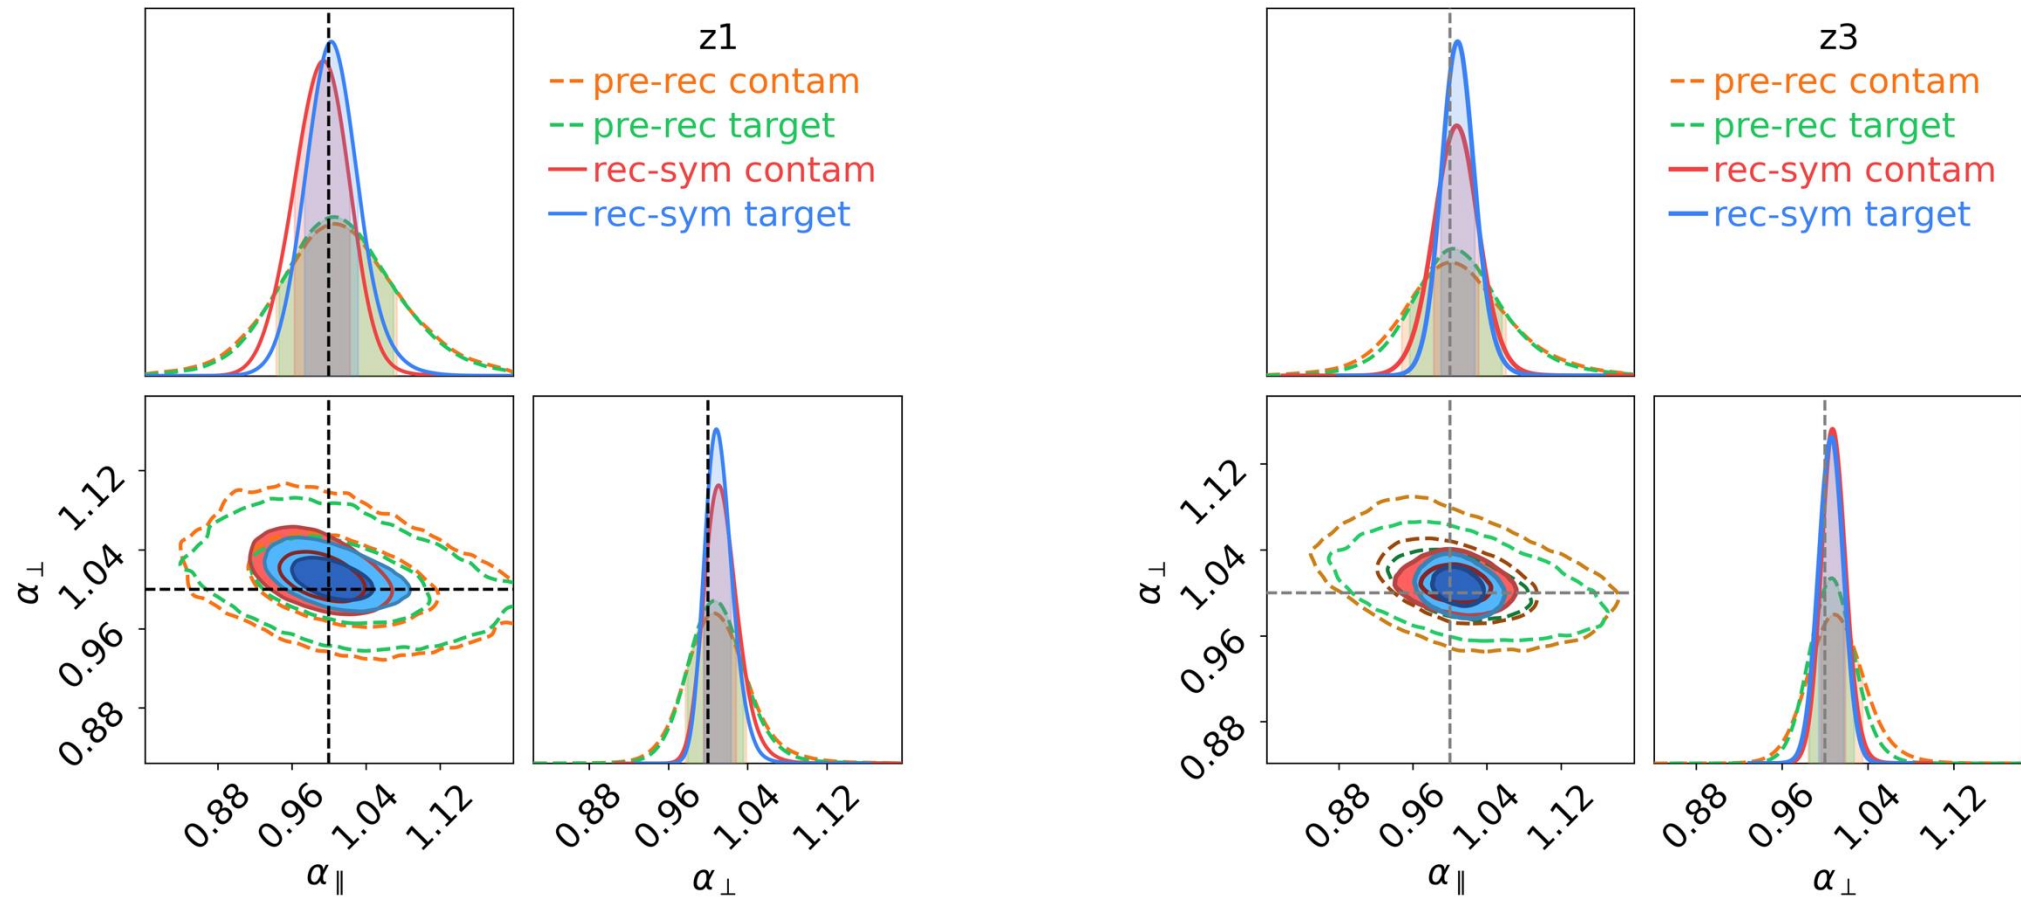 z1
pre-rec contam
pre-rec target
rec-sym contam
rec-sym target
1.12
1.04
0.96
0.88
α⊥
0.88 0.96 1.04 1.12
α∥
0.88 0.96 1.04 1.12
α⊥
z3
pre-rec contam
pre-rec target
rec-sym contam
rec-sym target
1.12
1.04
0.96
0.88
α⊥
0.88 0.96 1.04 1.12
α∥
0.88 0.96 1.04 1.12
α⊥